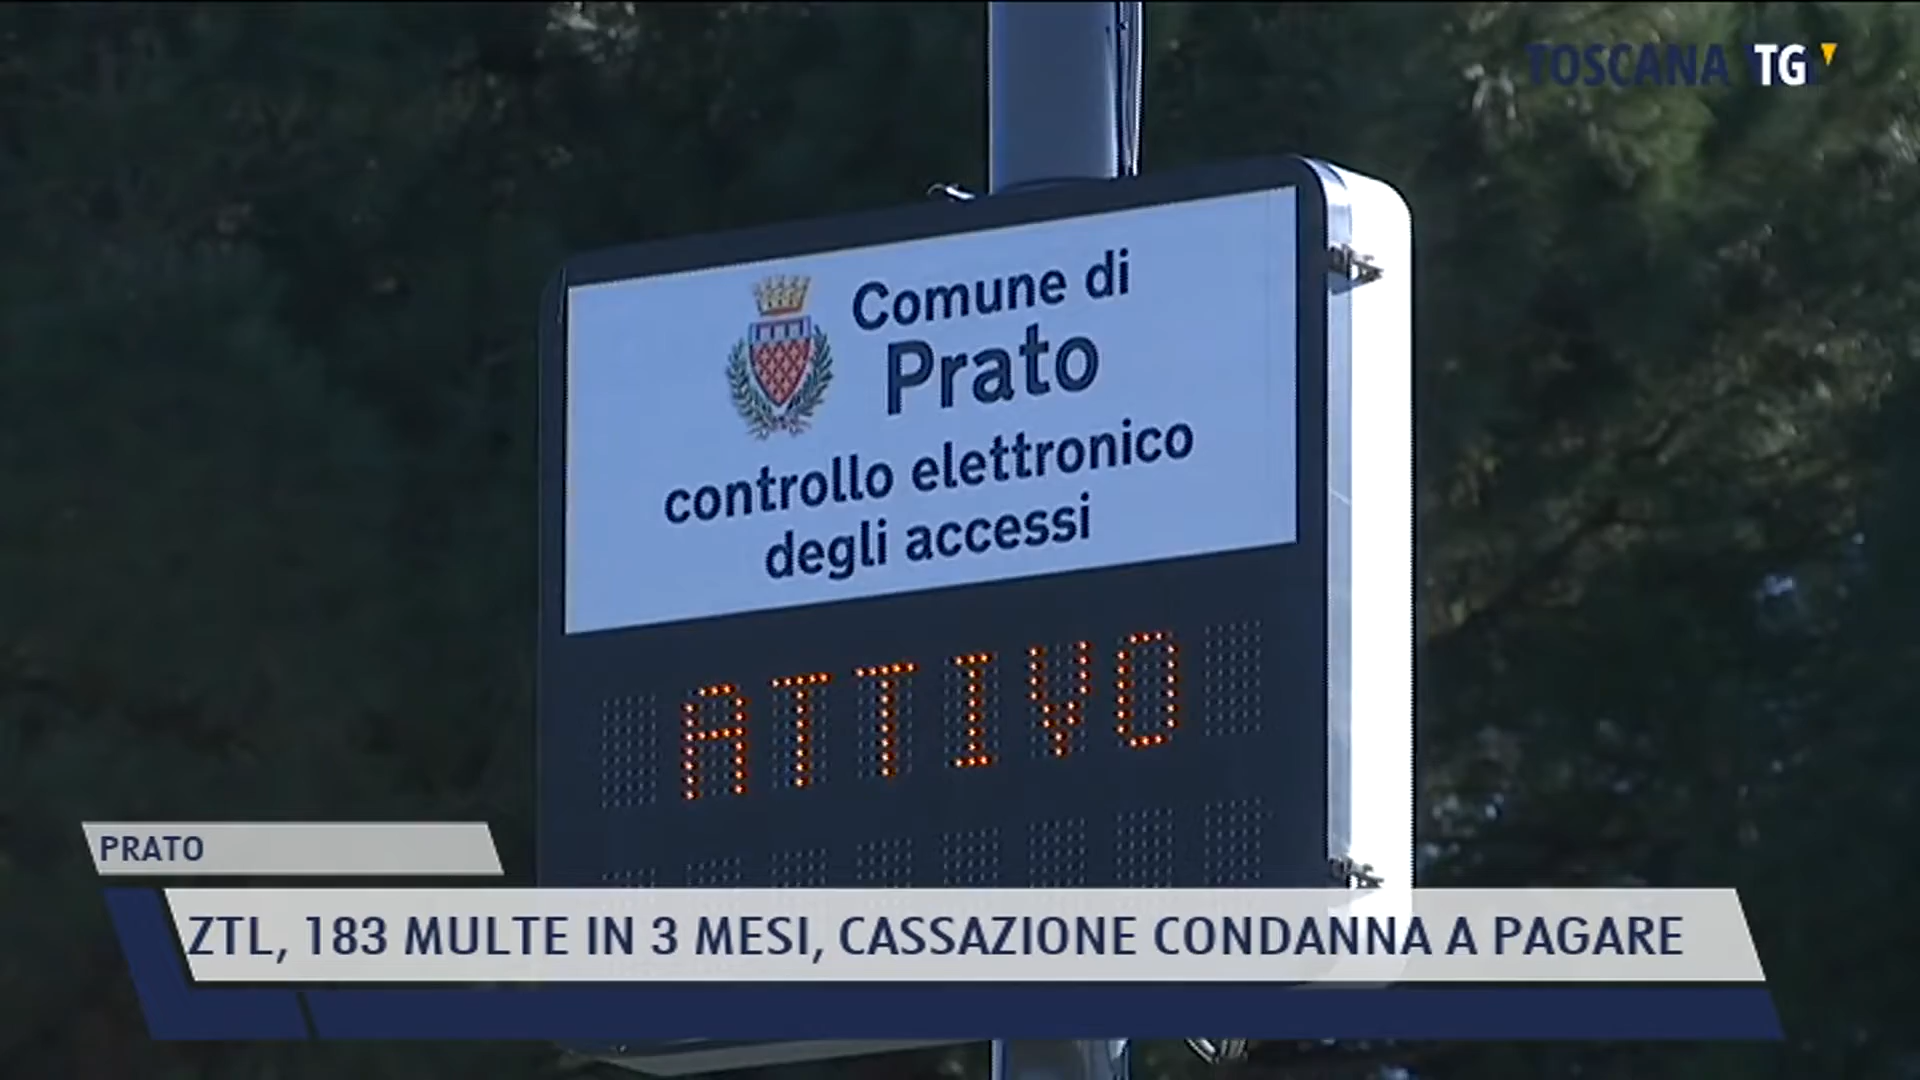 TOSCANA TG
Comune di
Prato
controllo elettronico
degli accessi
ATTIVO
PRATO
ZTL, 183 MULTE IN 3 MESI, CASSAZIONE CONDANNA A PAGARE